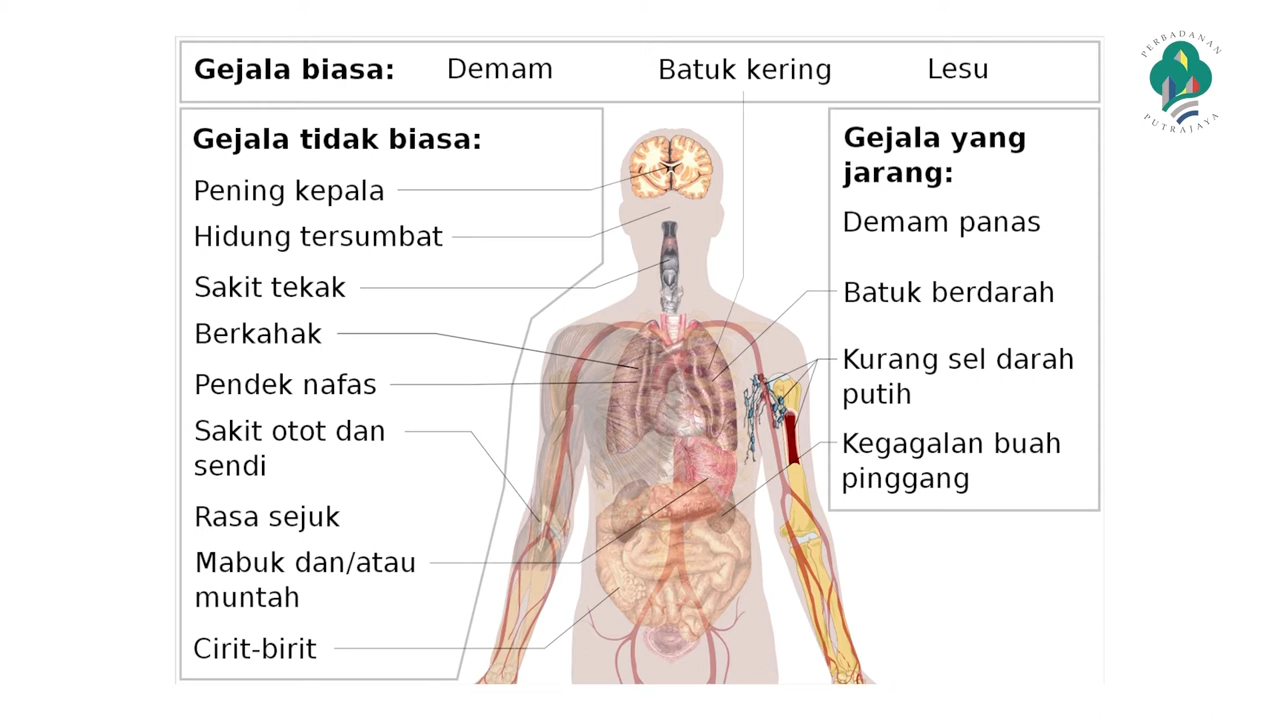 Gejala biasa: Demam Batuk kering Lesu
Gejala tidak biasa:
Pening kepala
Hidung tersumbat
Sakit tekak
Berkahak
Pendek nafas
Sakit otot dan
sendi
Rasa sejuk
Mabuk dan/atau
muntah
Cirit-birit
Gejala yang
jarang:
Demam panas
Batuk berdarah
Kurang sel darah
putih
Kegagalan buah
pinggang
PERBADANAN
PUTRAJAYA